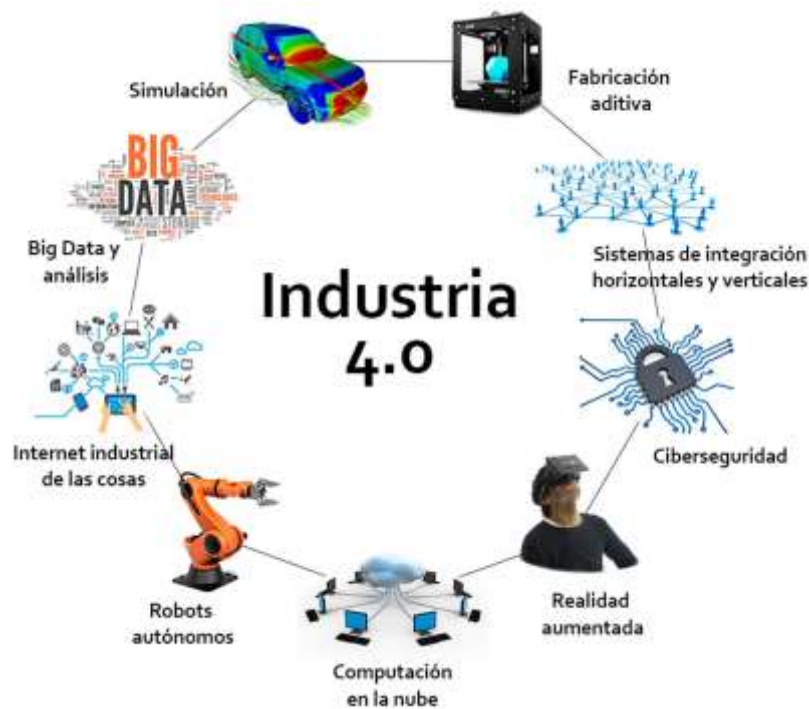 Industria
4.0
Simulación
Fabricación
aditiva
BIG
DATA
Big Data y
análisis
Sistemas de integración
horizontales y verticales
Internet industrial
de las cosas
Ciberseguridad
Robots
autónomos
Realidad
aumentada
Computación
en la nube